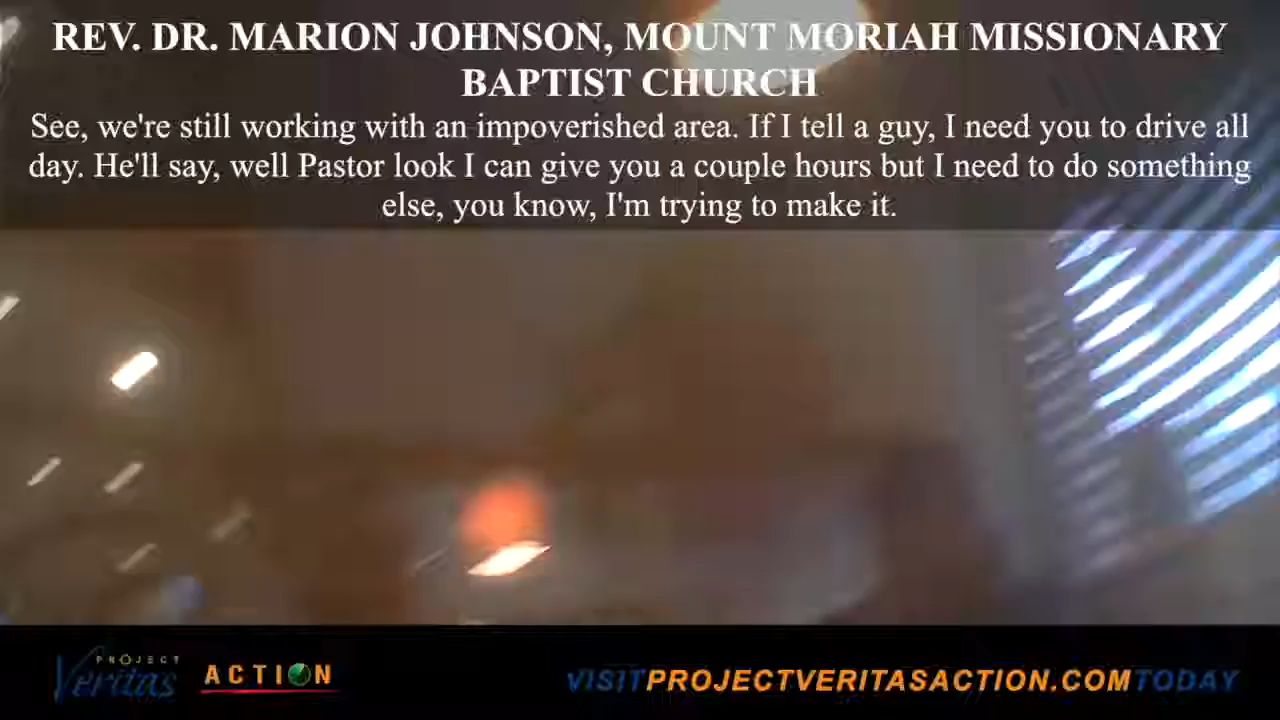 REV. DR. MARION JOHNSON, MOUNT MORIAH MISSIONARY
BAPTIST CHURCH
See, we're still working with an impoverished area. If I tell a guy, I need you to drive all
day. He'll say, well Pastor look I can give you a couple hours but I need to do something
else, you know, I'm trying to make it.
PROJECT
Veritas ACTION
VISITPROJECTVERITASACTION.COMTODAY